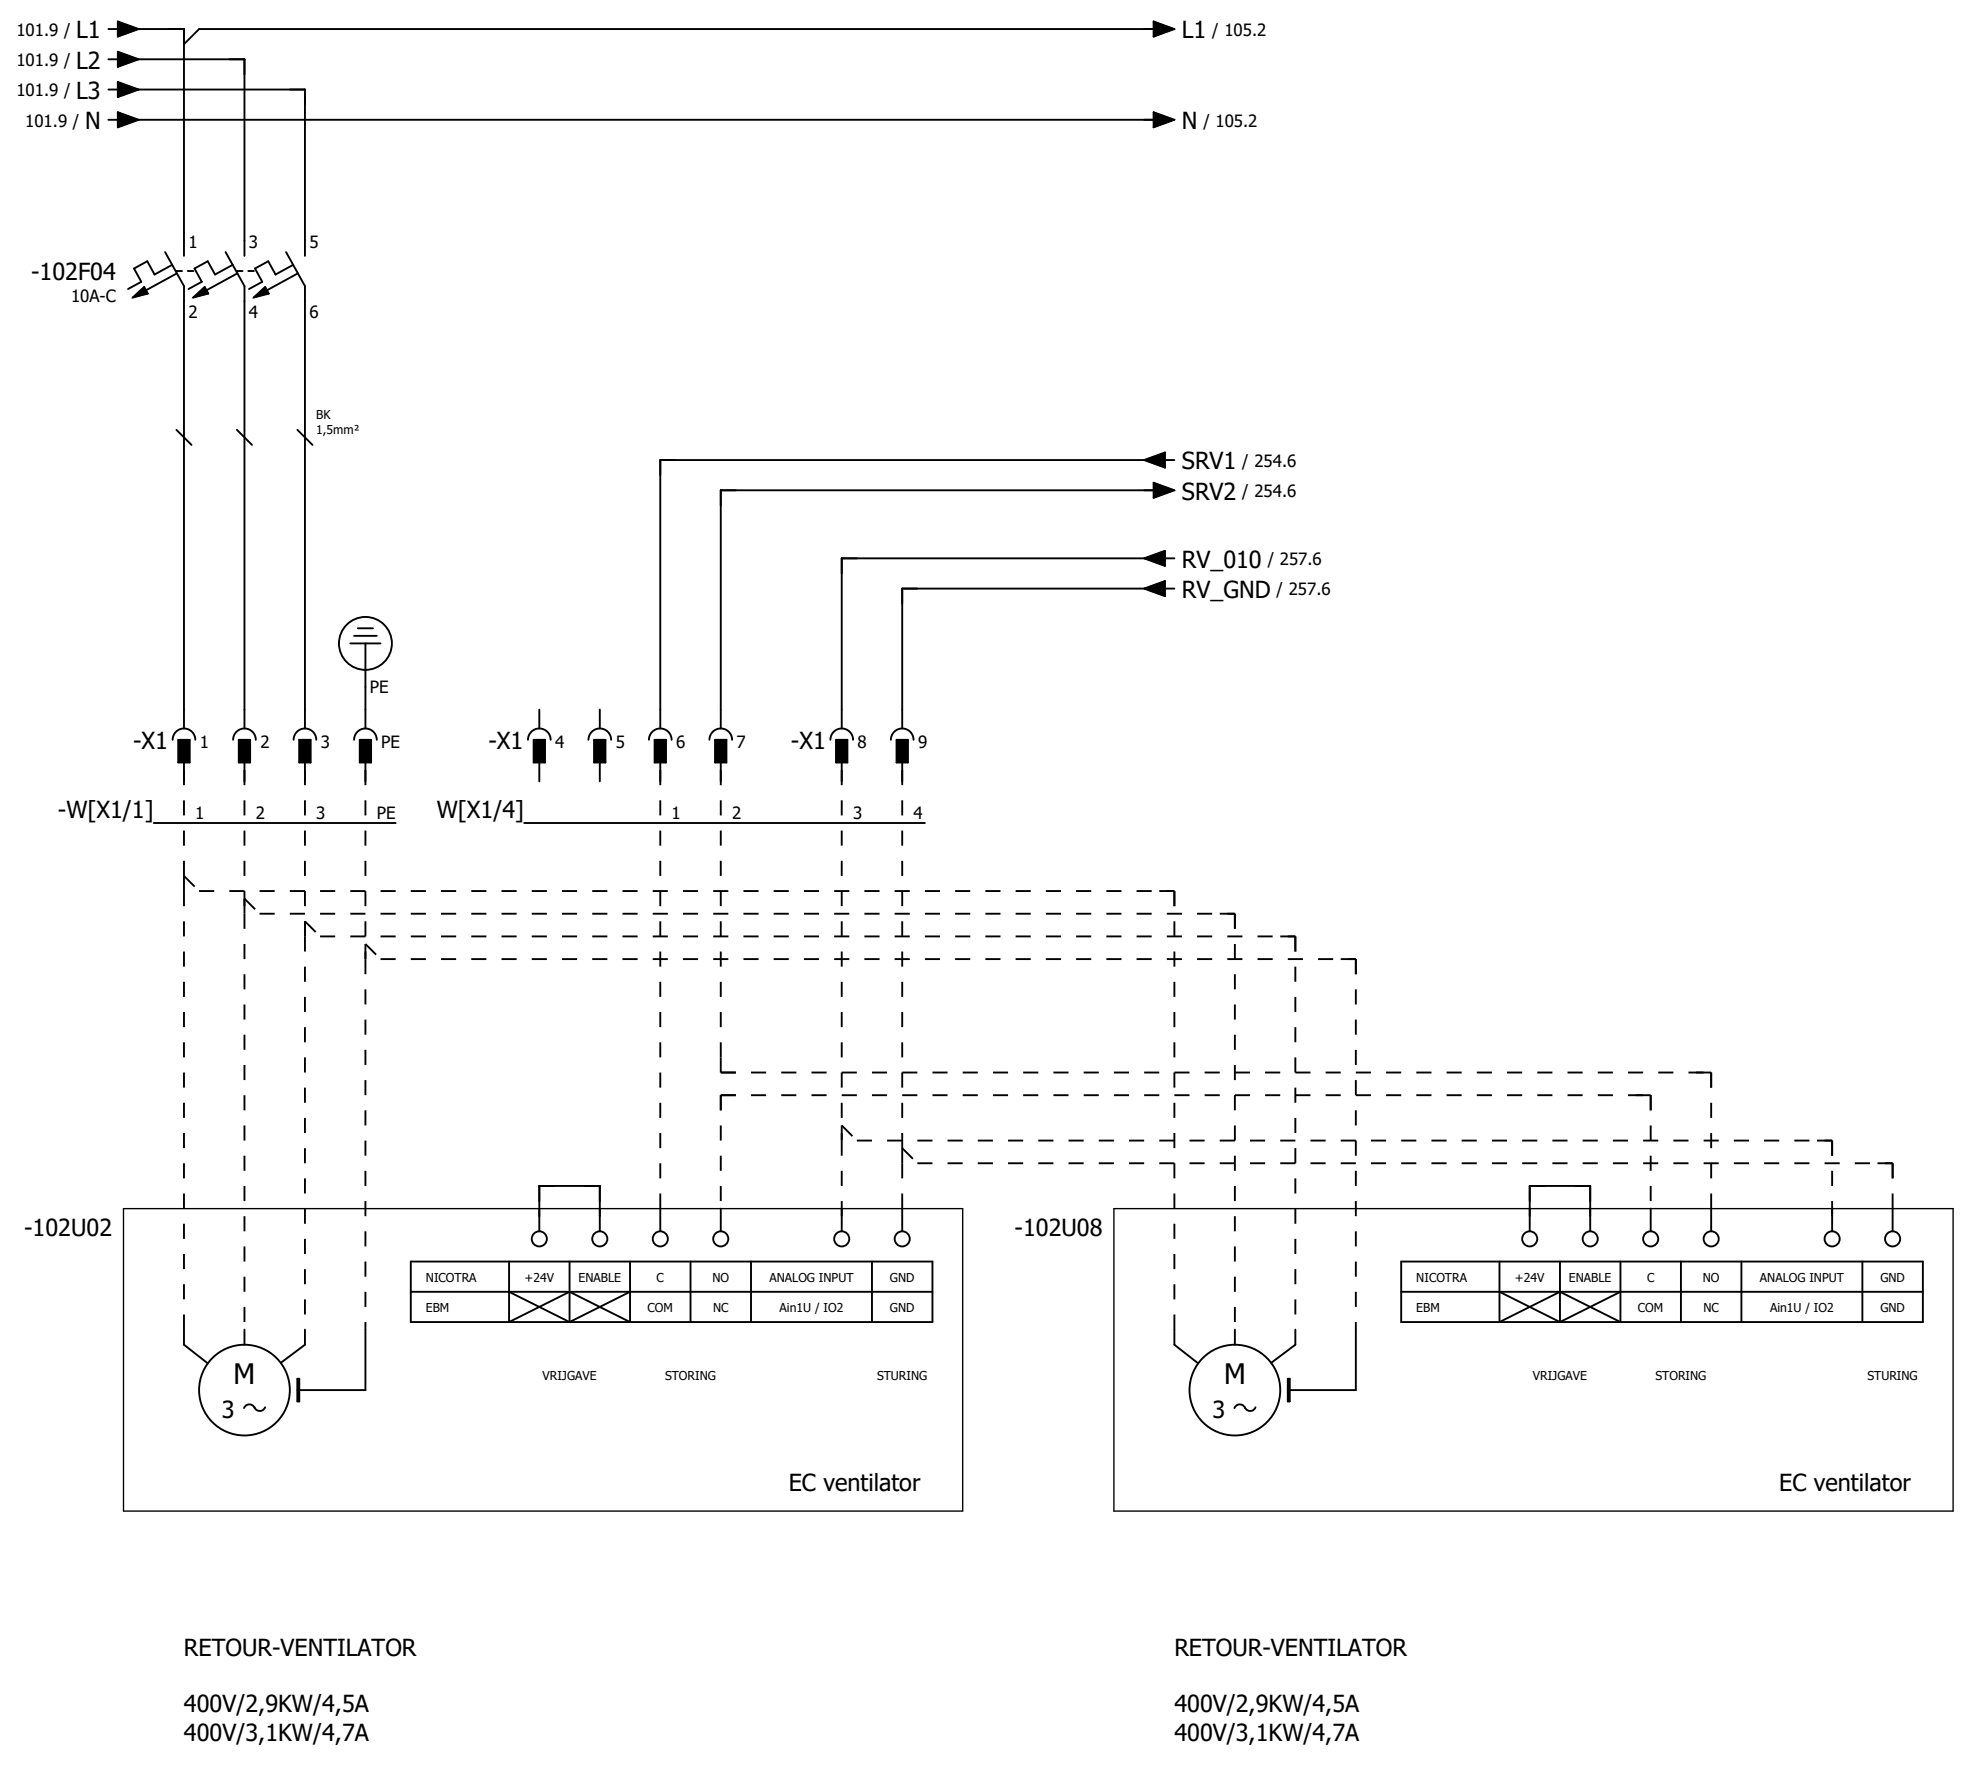 101.9 / L1
L1 / 105.2
101.9 / L2
101.9 / L3
101.9 / N
N / 105.2
1 3 5
-102F04
10A-C
2 4 6
BK
1,5mm²
SRV1 / 254.6
SRV2 / 254.6
RV_010 / 257.6
RV_GND / 257.6
PE
-X1 1 2 3 PE -X1 4 5 6 7 -X1 8 9
-W[X1/1] 1 2 3 PE W[X1/4] 1 2 3 4
-102U02
NICOTRA +24V ENABLE C NO ANALOG INPUT GND
EBM COM NC Ain1U / IO2 GND
VRIJGAVE STORING STURING
M
3 ~
EC ventilator
-102U08
NICOTRA +24V ENABLE C NO ANALOG INPUT GND
EBM COM NC Ain1U / IO2 GND
VRIJGAVE STORING STURING
M
3 ~
EC ventilator
RETOUR-VENTILATOR
400V/2,9KW/4,5A
400V/3,1KW/4,7A
RETOUR-VENTILATOR
400V/2,9KW/4,5A
400V/3,1KW/4,7A